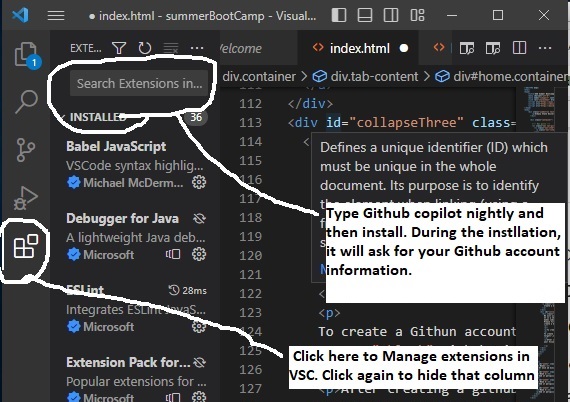 index.html - summerBootCamp - Visual...
1
EXTE...
Welcome
index.html
Search Extensions in...
div.container > div.tab-content > div#home.container
INSTALLED
36
Babel JavaScript
VSCode syntax highlig...
Michael McDerm...
Debugger for Java
A lightweight Java deb...
Microsoft
ESLint
28ms
Integrates ESLint JavaS...
Microsoft
Extension Pack for...
Popular extensions for ...
Microsoft
112 </div>
113 <div id="collapseThree" class=
114 <
115
116
117
118
119
120
121
122 <
123 <p>
124 To create a Githun account
125
126
127 <p>After creating a github
Defines a unique identifier (ID) which
must be unique in the whole
document. Its purpose is to identify
Type Github copilot nightly and
then install. During the instllation,
it will ask for your Github account
information.
Click here to Manage extensions in
VSC. Click again to hide that column